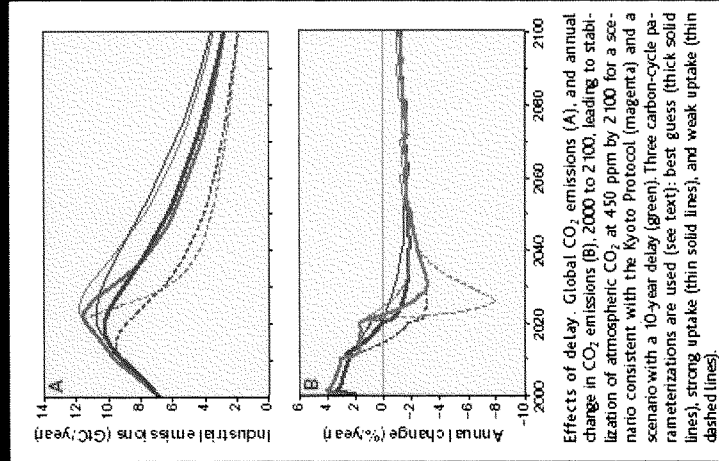 A
14
12
10
8
6
4
2
0
Industrial emissions (GtC/year)
B
6
4
2
0
-2
-4
-6
-8
-10
Annual change (%/year)
2000 2020 2040 2060 2080 2100
Effects of delay. Global CO2 emissions (A), and annual
change in CO2 emissions (B), 2000 to 2100, leading to stabi-
lization of atmospheric CO2 at 450 ppm by 2100 for a sce-
nario consistent with the Kyoto Protocol (magenta) and a
scenario with a 10-year delay (green). Three carbon-cycle pa-
rameterizations are used (see text): best guess (thick solid
lines), strong uptake (thin solid lines), and weak uptake (thin
dashed lines).